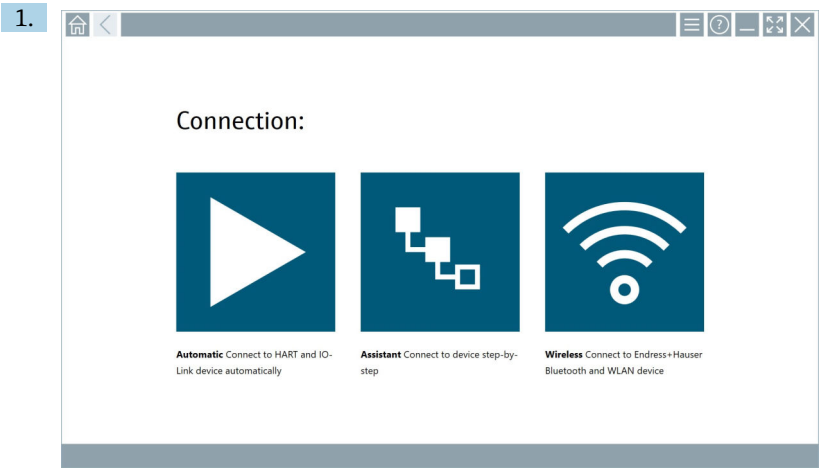 1.
Connection:
Automatic Connect to HART and IO-
Link device automatically
Assistant Connect to device step-by-
step
Wireless Connect to Endress+Hauser
Bluetooth and WLAN device